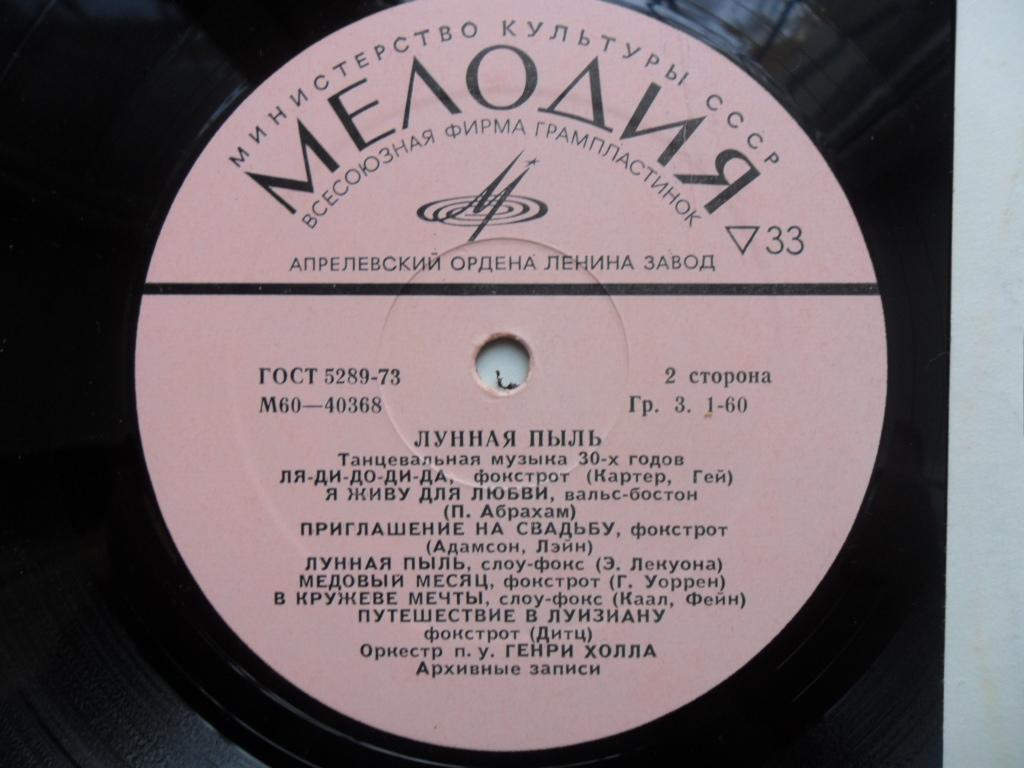 МИНИСТЕРСТВО КУЛЬТУРЫ СССР
МЕЛОДИЯ
ВСЕСОЮЗНАЯ ФИРМА ГРАМПЛАСТИНОК
▽33
АПРЕЛЕВСКИЙ ОРДЕНА ЛЕНИНА ЗАВОД
ГОСТ 5289-73 2 сторона
М60—40368 Гр. 3. 1-60
ЛУННАЯ ПЫЛЬ
Танцевальная музыка 30-х годов
ЛЯ-ДИ-ДО-ДИ-ДА, фокстрот (Картер, Гей)
Я ЖИВУ ДЛЯ ЛЮБВИ, вальс-бостон
(П. Абрахам)
ПРИГЛАШЕНИЕ НА СВАДЬБУ, фокстрот
(Адамсон, Лэйн)
ЛУННАЯ ПЫЛЬ, слоу-фокс (Э. Лекуона)
МЕДОВЫЙ МЕСЯЦ, фокстрот (Г. Уоррен)
В КРУЖЕВЕ МЕЧТЫ, слоу-фокс (Каал, Фейн)
ПУТЕШЕСТВИЕ В ЛУИЗИАНУ
фокстрот (Дитц)
Оркестр п. у. ГЕНРИ ХОЛЛА
Архивные записи